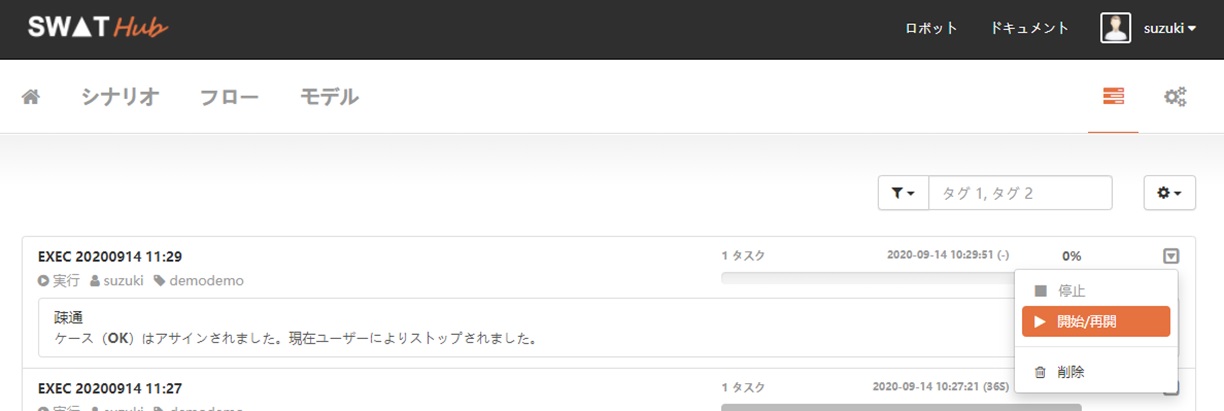 SWAT Hub ロボット ドキュメント suzuki
シナリオ フロー モデル
タグ 1, タグ 2
EXEC 20200914 11:29 1 タスク 2020-09-14 10:29:51 (-) 0%
実行 suzuki demodemo
停止
疎通
ケース（OK）はアサインされました。現在ユーザーによりストップされました。
開始/再開
削除
EXEC 20200914 11:27 1 タスク 2020-09-14 10:27:21 (365)
実行 suzuki demodemo